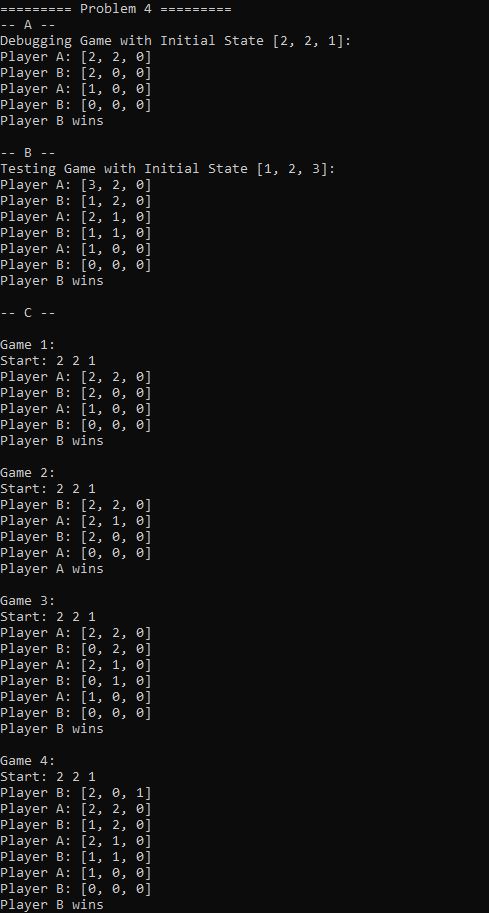 ========= Problem 4 =========
-- A --
Debugging Game with Initial State [2, 2, 1]:
Player A: [2, 2, 0]
Player B: [2, 0, 0]
Player A: [1, 0, 0]
Player B: [0, 0, 0]
Player B wins

-- B --
Testing Game with Initial State [1, 2, 3]:
Player A: [3, 2, 0]
Player B: [1, 2, 0]
Player A: [2, 1, 0]
Player B: [1, 1, 0]
Player A: [1, 0, 0]
Player B: [0, 0, 0]
Player B wins

-- C --

Game 1:
Start: 2 2 1
Player A: [2, 2, 0]
Player B: [2, 0, 0]
Player A: [1, 0, 0]
Player B: [0, 0, 0]
Player B wins

Game 2:
Start: 2 2 1
Player B: [2, 2, 0]
Player A: [2, 1, 0]
Player B: [2, 0, 0]
Player A: [0, 0, 0]
Player A wins

Game 3:
Start: 2 2 1
Player A: [2, 2, 0]
Player B: [0, 2, 0]
Player A: [2, 1, 0]
Player B: [0, 1, 0]
Player A: [1, 0, 0]
Player B: [0, 0, 0]
Player B wins

Game 4:
Start: 2 2 1
Player B: [2, 0, 1]
Player A: [2, 2, 0]
Player B: [1, 2, 0]
Player A: [2, 1, 0]
Player B: [1, 1, 0]
Player A: [1, 0, 0]
Player B: [0, 0, 0]
Player B wins